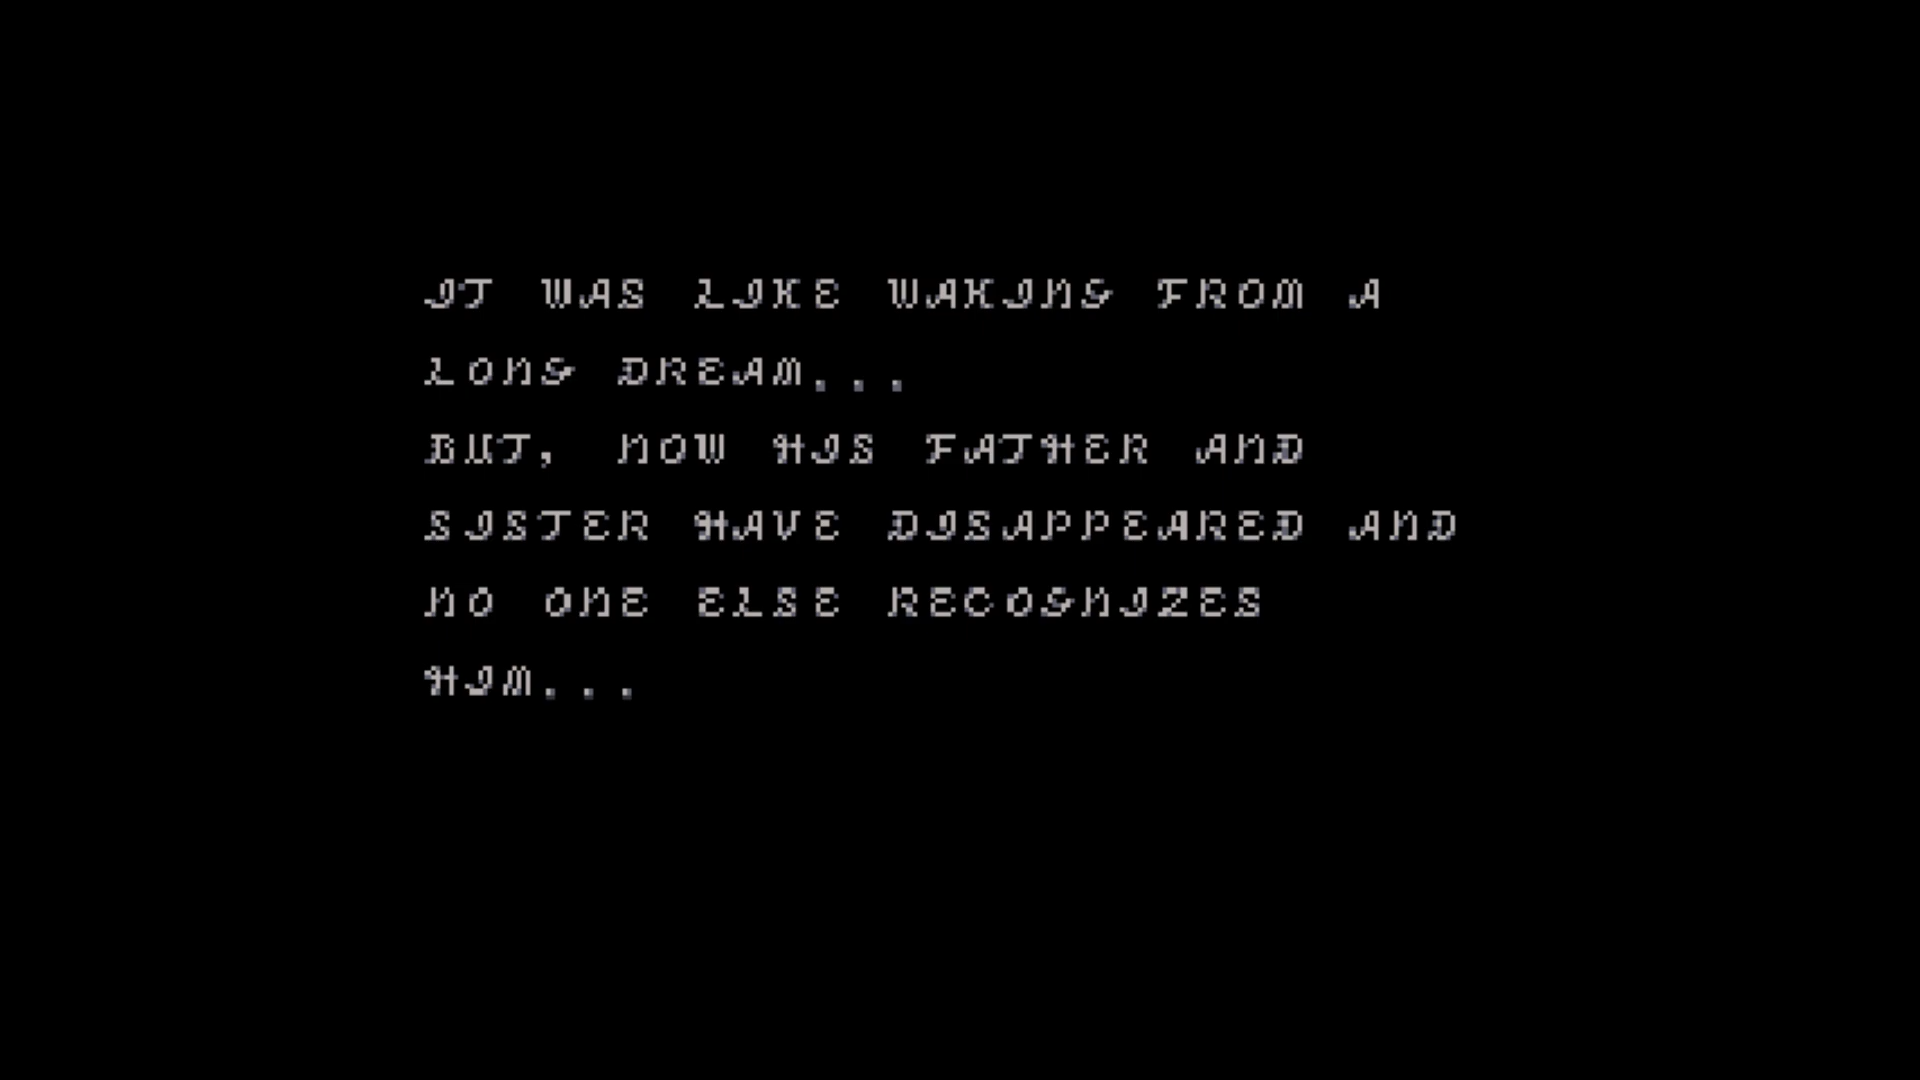 IT WAS LIKE WAKING FROM A
LONG DREAM...
BUT, NOW HIS FATHER AND
SISTER HAVE DISAPPEARED AND
NO ONE ELSE RECOGNIZES
HIM...